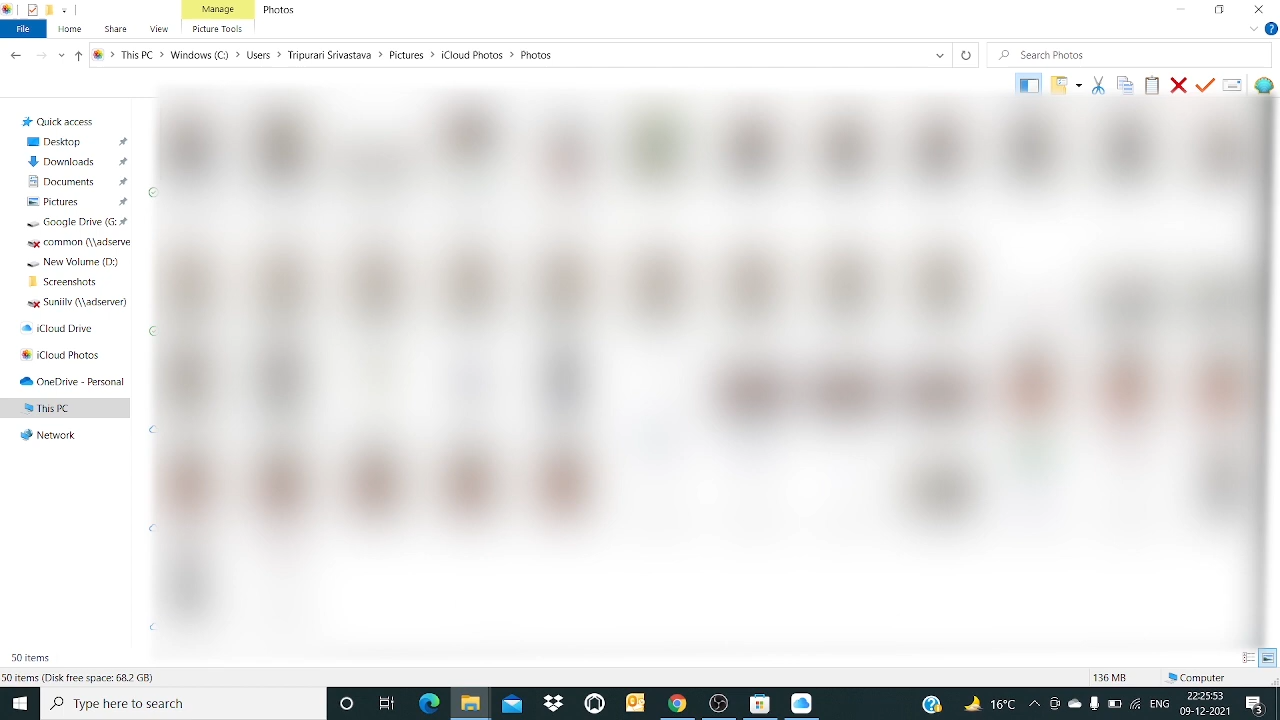 Manage Photos
File Home Share View Picture Tools
This PC Windows (C:) Users Tripurari Srivastava Pictures iCloud Photos Photos
Search Photos
Quick access
Desktop
Downloads
Documents
Pictures
Google Drive (G:
common (\\adserve
New Volume (D:)
Screenshots
Suniilv (\\adserver)
iCloud Drive
iCloud Photos
OneDrive - Personal
This PC
Network
50 items
50 items (Disk free space: 68.2 GB) 136 MB Computer
Type here to search
16°C ENG 22:25:53
09-12-2021 3